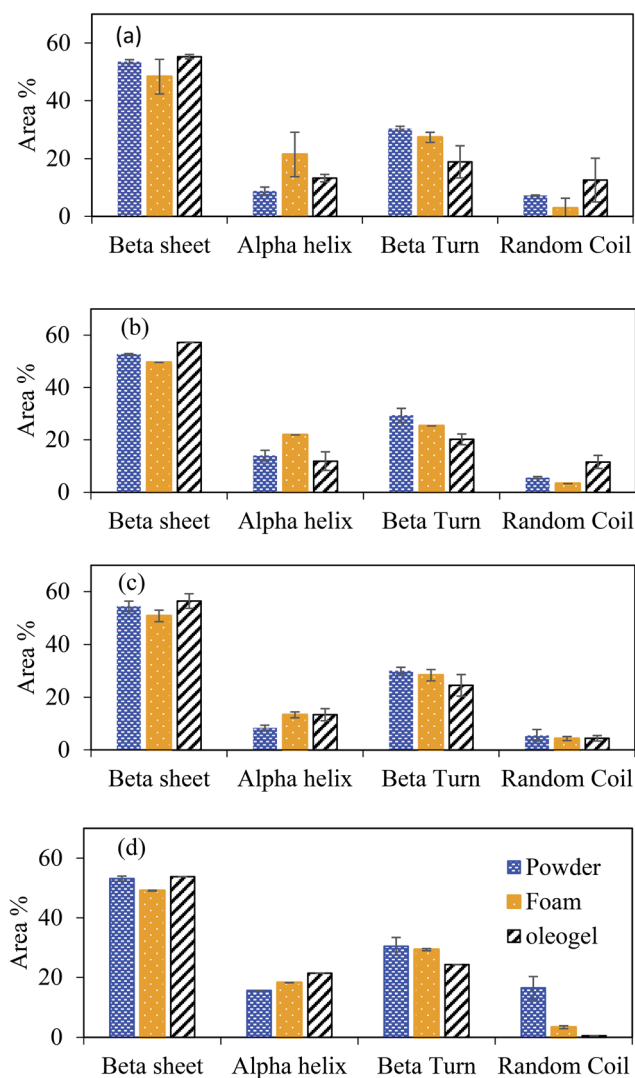 (a)
Area %
60
40
20
0
Beta sheet Alpha helix Beta Turn Random Coil
(b)
Area %
60
40
20
0
Beta sheet Alpha helix Beta Turn Random Coil
(c)
Area %
60
40
20
0
Beta sheet Alpha helix Beta Turn Random Coil
(d)
Area %
60
40
20
0
Powder
Foam
oleogel
Beta sheet Alpha helix Beta Turn Random Coil